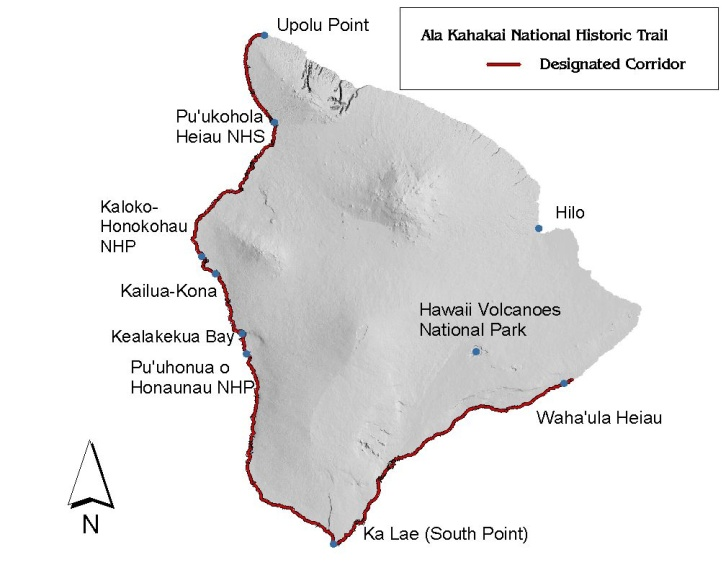 Ala Kahakai National Historic Trail
Designated Corridor
Upolu Point
Pu'ukohola
Heiau NHS
Kaloko-
Honokohau
NHP
Hilo
Kailua-Kona
Hawaii Volcanoes
National Park
Kealakekua Bay
Pu'uhonua o
Honaunau NHP
Waha'ula Heiau
N
Ka Lae (South Point)